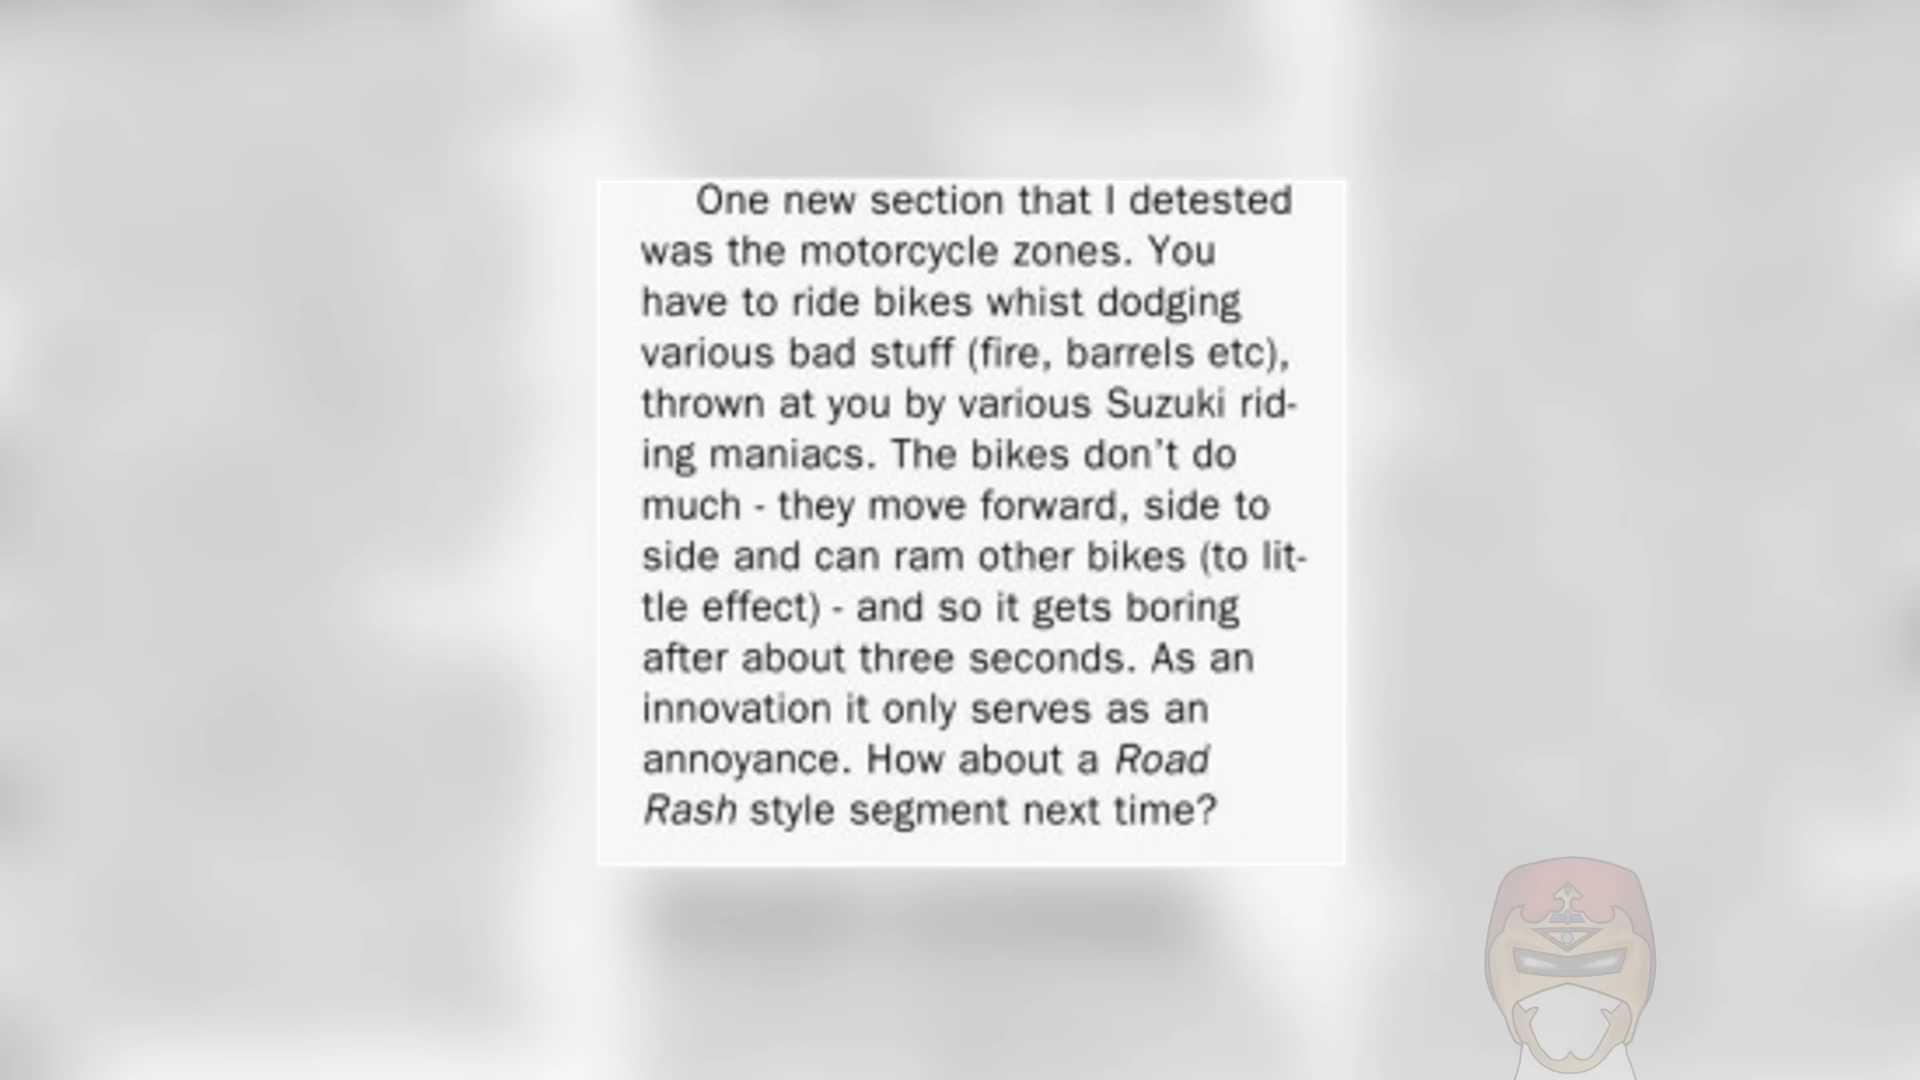 One new section that I detested
was the motorcycle zones. You
have to ride bikes whist dodging
various bad stuff (fire, barrels etc),
thrown at you by various Suzuki rid-
ing maniacs. The bikes don't do
much - they move forward, side to
side and can ram other bikes (to lit-
tle effect) - and so it gets boring
after about three seconds. As an
innovation it only serves as an
annoyance. How about a Road
Rash style segment next time?